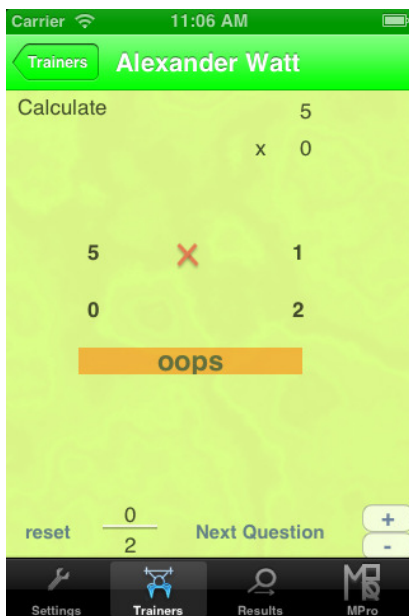 Carrier 11:06 AM
Trainers Alexander Watt
Calculate 5
x 0
5 1
0 2
oops
0
reset Next Question +
2 -
Settings Trainers Results MPro